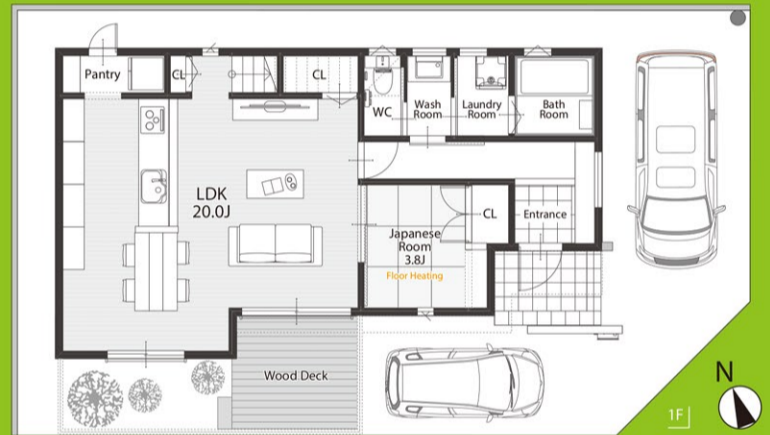 Pantry
CL
CL
WC
Wash
Room
Laundry
Room
Bath
Room
LDK
20.0J
Japanese
Room
3.8J
Floor Heating
CL
Entrance
Wood Deck
N
1F